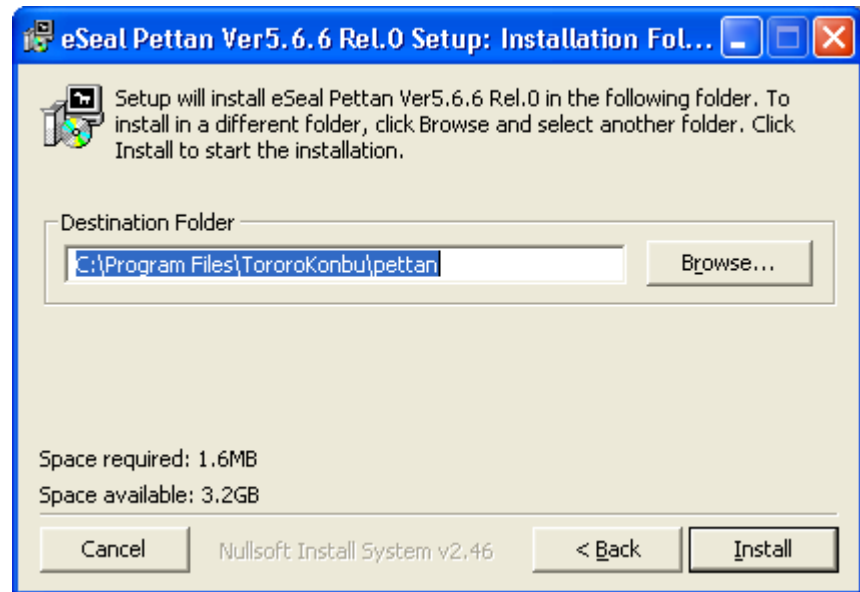 eSeal Pettan Ver5.6.6 Rel.0 Setup: Installation Fol...
Setup will install eSeal Pettan Ver5.6.6 Rel.0 in the following folder. To
install in a different folder, click Browse and select another folder. Click
Install to start the installation.
Destination Folder
C:\Program Files\TororoKonbu\pettan
Browse...
Space required: 1.6MB
Space available: 3.2GB
Cancel
Nullsoft Install System v2.46
< Back
Install